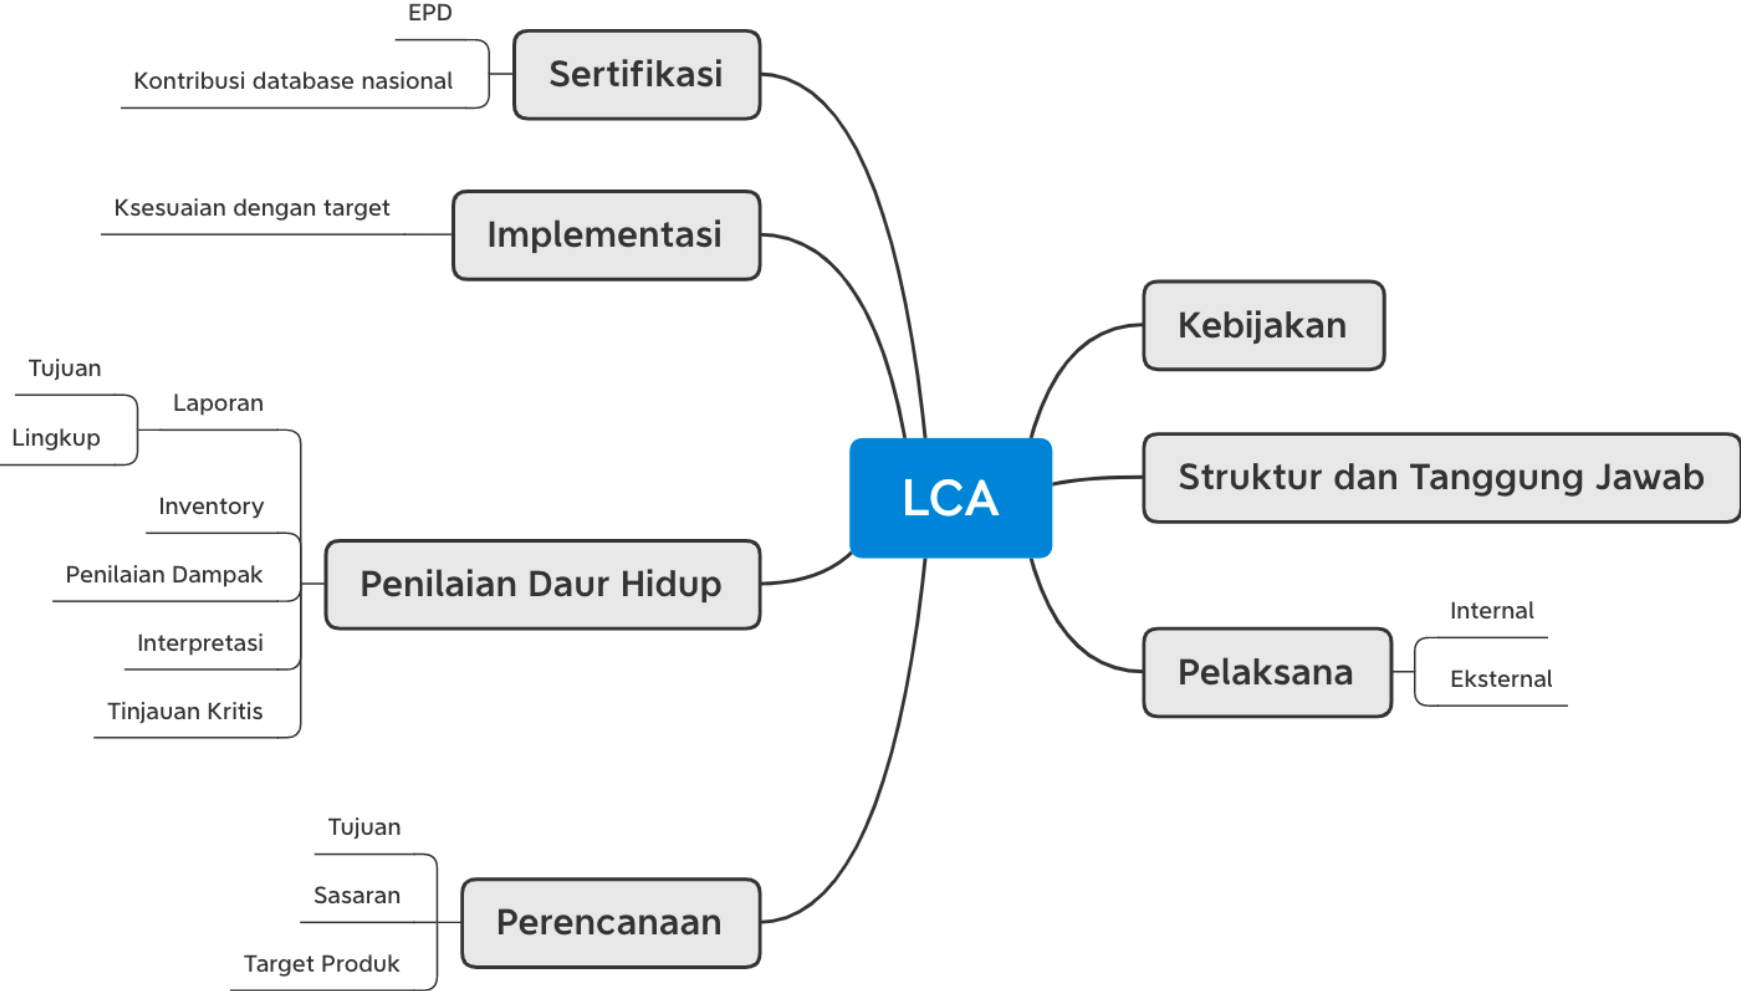 EPD
Kontribusi database nasional
Sertifikasi
Ksesuaian dengan target
Implementasi
Tujuan
Lingkup
Laporan
Inventory
Penilaian Dampak
Interpretasi
Tinjauan Kritis
Penilaian Daur Hidup
Tujuan
Sasaran
Target Produk
Perencanaan
LCA
Kebijakan
Struktur dan Tanggung Jawab
Pelaksana
Internal
Eksternal